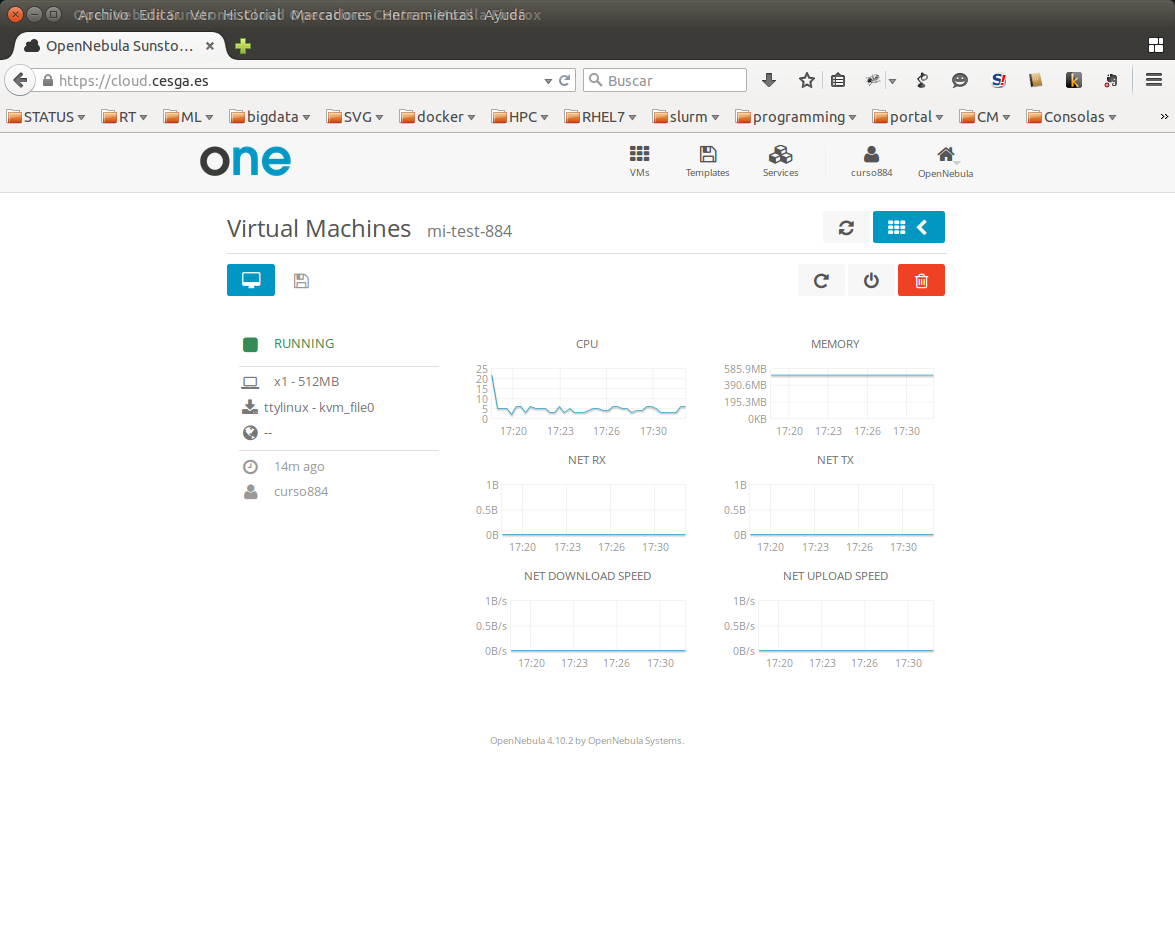 Archivo Editar Ver Historial Marcadores Herramientas Ayuda
OpenNebula Sunsto...
https://cloud.cesga.es
Buscar
STATUS RT ML bigdata SVG docker HPC RHEL7 slurm programming portal CM Consolas »
one
VMs Templates Services curso884 OpenNebula
Virtual Machines mi-test-884
RUNNING
x1 - 512MB
ttylinux - kvm_file0
--
14m ago
curso884
CPU
25
20
15
10
5
0
17:20 17:23 17:26 17:30
MEMORY
585.9MB
390.6MB
195.3MB
0KB
17:20 17:23 17:26 17:30
NET RX
1B
0.5B
0B
17:20 17:23 17:26 17:30
NET TX
1B
0.5B
0B
17:20 17:23 17:26 17:30
NET DOWNLOAD SPEED
1B/s
0.5B/s
0B/s
17:20 17:23 17:26 17:30
NET UPLOAD SPEED
1B/s
0.5B/s
0B/s
17:20 17:23 17:26 17:30
OpenNebula 4.10.2 by OpenNebula Systems.